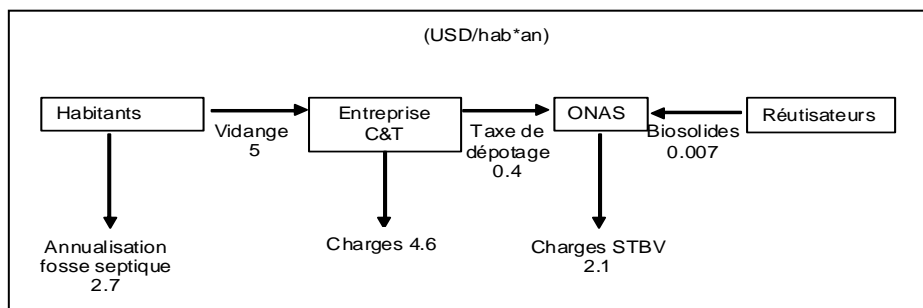 (USD/hab*an)
Habitants
Vidange
5
Entreprise
C&T
Taxe de
dépotage
0.4
ONAS
Biosolides
0.007
Réutisateurs
Annualisation
fosse septique
2.7
Charges 4.6
Charges STBV
2.1